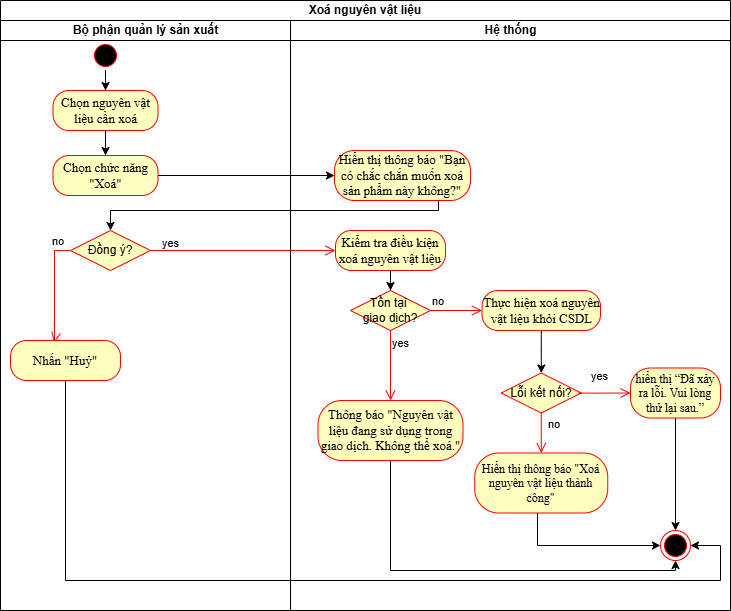 Xoá nguyên vật liệu
Bộ phận quản lý sản xuất
Hệ thống
Chọn nguyên vật
liệu cần xoá
Chọn chức năng
"Xoá"
Hiển thị thông báo "Bạn
có chắc chắn muốn xoá
sản phẩm này không?"
no
Đồng ý?
yes
Kiểm tra điều kiện
xoá nguyên vật liệu
Tồn tại
giao dịch?
no
Thực hiện xoá nguyên
vật liệu khỏi CSDL
yes
Nhấn "Huỷ"
Lỗi kết nối?
yes
hiển thị “Đã xảy
ra lỗi. Vui lòng
thử lại sau.”
no
Thông báo "Nguyên vật
liệu đang sử dụng trong
giao dịch. Không thể xoá."
Hiển thị thông báo "Xoá
nguyên vật liệu thành
công"